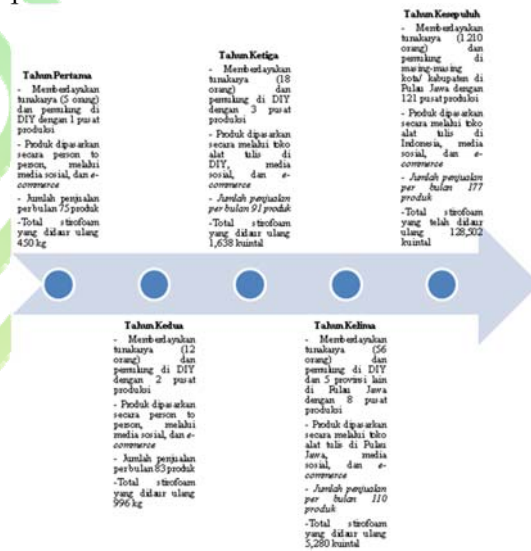 Tahun Pertama
- Memberdayakan
tunakarya (5 orang)
dan pemulung di
DIY dengan 1 pusat
produksi
- Produk dipasarkan
secara person to
person, melalui
media sosial, dan e-
commerce
- Jumlah penjualan
per bulan 75 produk
-Total stirofoam
yang didaur ulang
450 kg
Tahun Kedua
- Memberdayakan
tunakarya (12
orang) dan
pemulung di DIY
dengan 2 pusat
produksi
- Produk dipasarkan
secara person to
person, melalui
media sosial, dan e-
commerce
- Jumlah penjualan
per bulan 83 produk
-Total stirofoam
yang didaur ulang
996 kg
Tahun Ketiga
- Memberdayakan
tunakarya (18
orang) dan
pemulung di DIY
dengan 3 pusat
produksi
- Produk dipasarkan
secara melalui toko
alat tulis di
DIY, media
sosial, dan e-
commerce
- Jumlah penjualan
per bulan 91 produk
-Total stirofoam
yang didaur ulang
1,638 kuintal
Tahun Kelima
- Memberdayakan
tunakarya (56
orang) dan
pemulung di DIY
dan 5 provinsi lain
di Pulau Jawa
dengan 8 pusat
produksi
- Produk dipasarkan
secara melalui toko
alat tulis di Pulau
Jawa, media
sosial, dan e-
commerce
- Jumlah penjualan
per bulan 110
produk
-Total stirofoam
yang didaur ulang
5,280 kuintal
Tahun Kesepuluh
- Memberdayakan
tunakarya (1.210
orang) dan
pemulung di
masing-masing
kota/ kabupaten di
Pulau Jawa dengan
121 pusat produksi
- Produk dipasarkan
secara melalui toko
alat tulis di
Indonesia, media
sosial, dan e-
commerce
- Jumlah penjualan
per bulan 177
produk
-Total stirofoam
yang telah didaur
ulang 128,502
kuintal